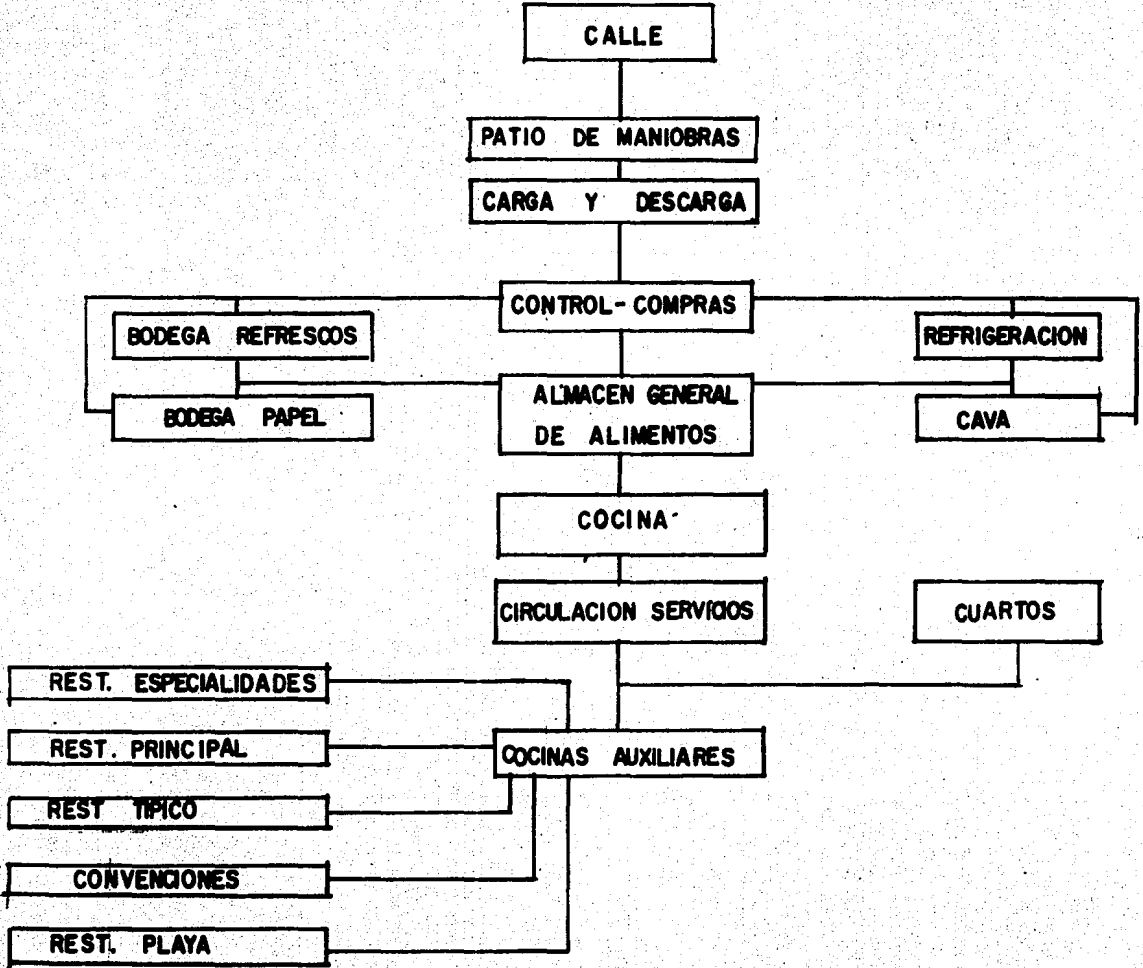 CALLE
PATIO DE MANIOBRAS
CARGA Y DESCARGA
CONTROL - COMPRAS
BODEGA REFRESCOS
REFRIGERACION
ALMACEN GENERAL
DE ALIMENTOS
BODEGA PAPEL
CAVA
COCINA
CIRCULACION SERVICIOS
CUARTOS
REST. ESPECIALIDADES
REST. PRINCIPAL
COCINAS AUXILIARES
REST TIPICO
CONVENCIONES
REST. PLAYA